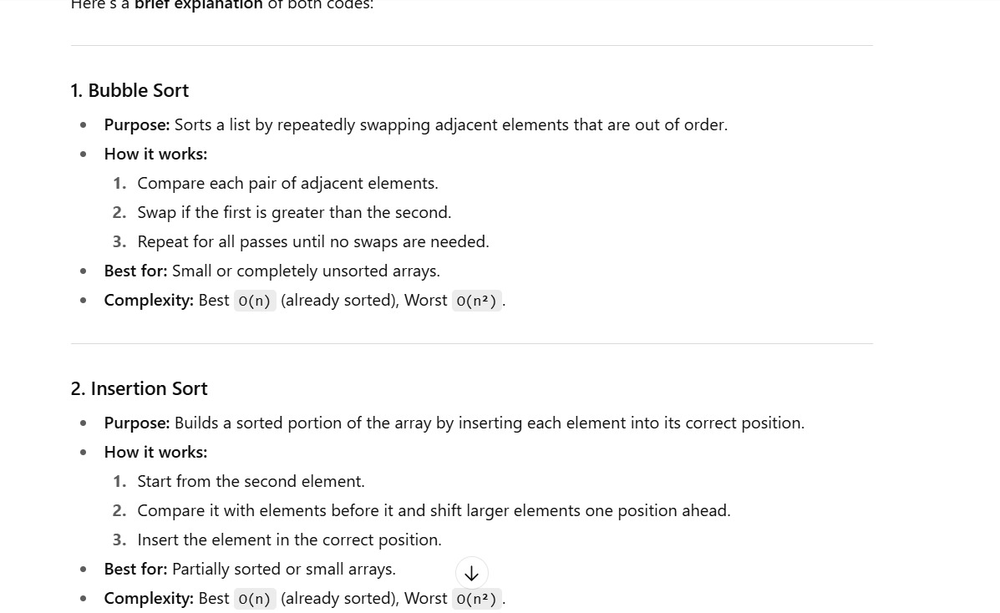 Here's a brief explanation of both codes:
1. Bubble Sort
• Purpose: Sorts a list by repeatedly swapping adjacent elements that are out of order.
• How it works:
1. Compare each pair of adjacent elements.
2. Swap if the first is greater than the second.
3. Repeat for all passes until no swaps are needed.
• Best for: Small or completely unsorted arrays.
• Complexity: Best O(n) (already sorted), Worst O(n²).
2. Insertion Sort
• Purpose: Builds a sorted portion of the array by inserting each element into its correct position.
• How it works:
1. Start from the second element.
2. Compare it with elements before it and shift larger elements one position ahead.
3. Insert the element in the correct position.
• Best for: Partially sorted or small arrays.
• Complexity: Best O(n) (already sorted), Worst O(n²).